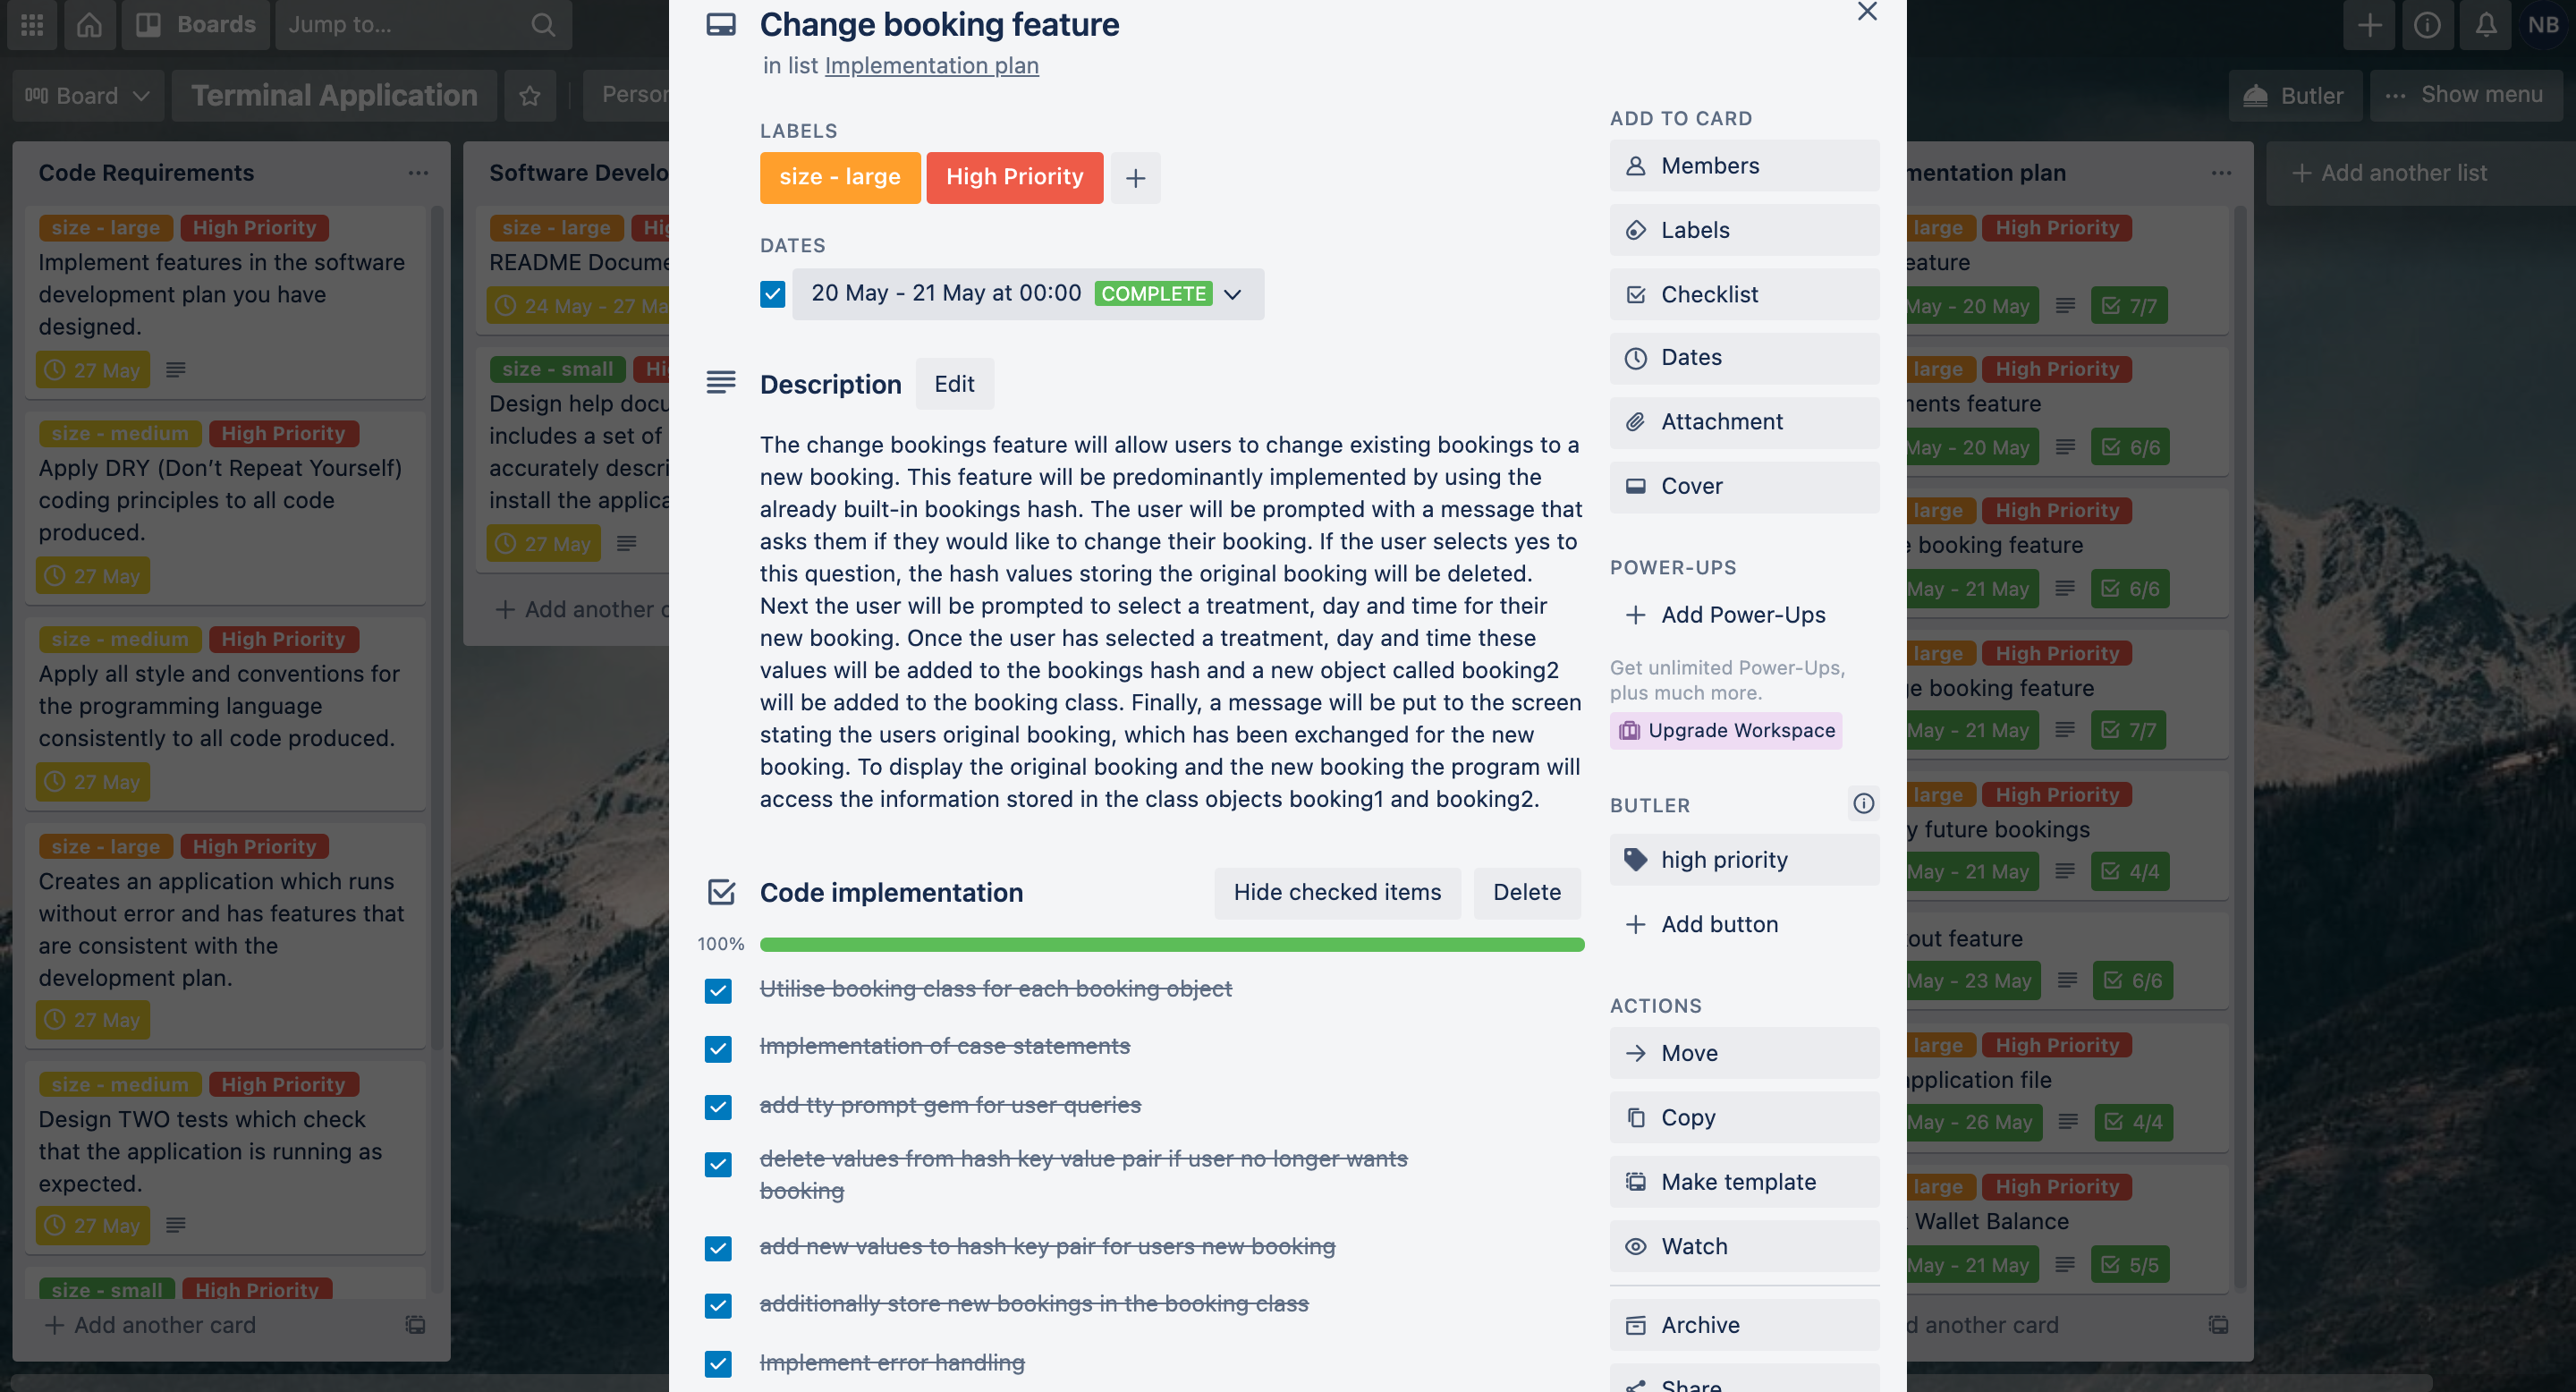 Boards
Jump to...
NB
Board
Terminal Application
Butler
Show menu
Code Requirements
size - large High Priority
Implement features in the software
development plan you have
designed.
27 May
size - medium High Priority
Apply DRY (Don't Repeat Yourself)
coding principles to all code
produced.
27 May
size - medium High Priority
Apply all style and conventions for
the programming language
consistently to all code produced.
27 May
size - large High Priority
Creates an application which runs
without error and has features that
are consistent with the
development plan.
27 May
size - medium High Priority
Design TWO tests which check
that the application is running as
expected.
27 May
size - small High Priority
+ Add another card
Software
size - large
README
24 May - 27
size - small
Design help
includes a set of
accurately
install the
27 May
+ Add another
Change booking feature
in list Implementation plan
LABELS
size - large High Priority +
DATES
20 May - 21 May at 00:00 COMPLETE
Description Edit
The change bookings feature will allow users to change existing bookings to a
new booking. This feature will be predominantly implemented by using the
already built-in bookings hash. The user will be prompted with a message that
asks them if they would like to change their booking. If the user selects yes to
this question, the hash values storing the original booking will be deleted.
Next the user will be prompted to select a treatment, day and time for their
new booking. Once the user has selected a treatment, day and time these
values will be added to the bookings hash and a new object called booking2
will be added to the booking class. Finally, a message will be put to the screen
stating the users original booking, which has been exchanged for the new
booking. To display the original booking and the new booking the program will
access the information stored in the class objects booking1 and booking2.
Code implementation Hide checked items Delete
100%
Utilise booking class for each booking object
Implementation of case statements
add tty prompt gem for user queries
delete values from hash key value pair if user no longer wants
booking
add new values to hash key pair for users new booking
additionally store new bookings in the booking class
Implement error handling
ADD TO CARD
Members
Labels
Checklist
Dates
Attachment
Cover
POWER-UPS
+ Add Power-Ups
Get unlimited Power-Ups,
plus much more.
Upgrade Workspace
BUTLER
high priority
+ Add button
ACTIONS
Move
Copy
Make template
Watch
Archive
Share
plan
large High Priority
May - 20 May 7/7
large High Priority
feature
May - 20 May 6/6
large High Priority
booking feature
May - 21 May 6/6
large High Priority
booking feature
May - 21 May 7/7
large High Priority
future bookings
May - 21 May 4/4
feature
May - 23 May 6/6
large High Priority
application file
May - 26 May 4/4
large High Priority
Wallet Balance
May - 21 May 5/5
another card
+ Add another list